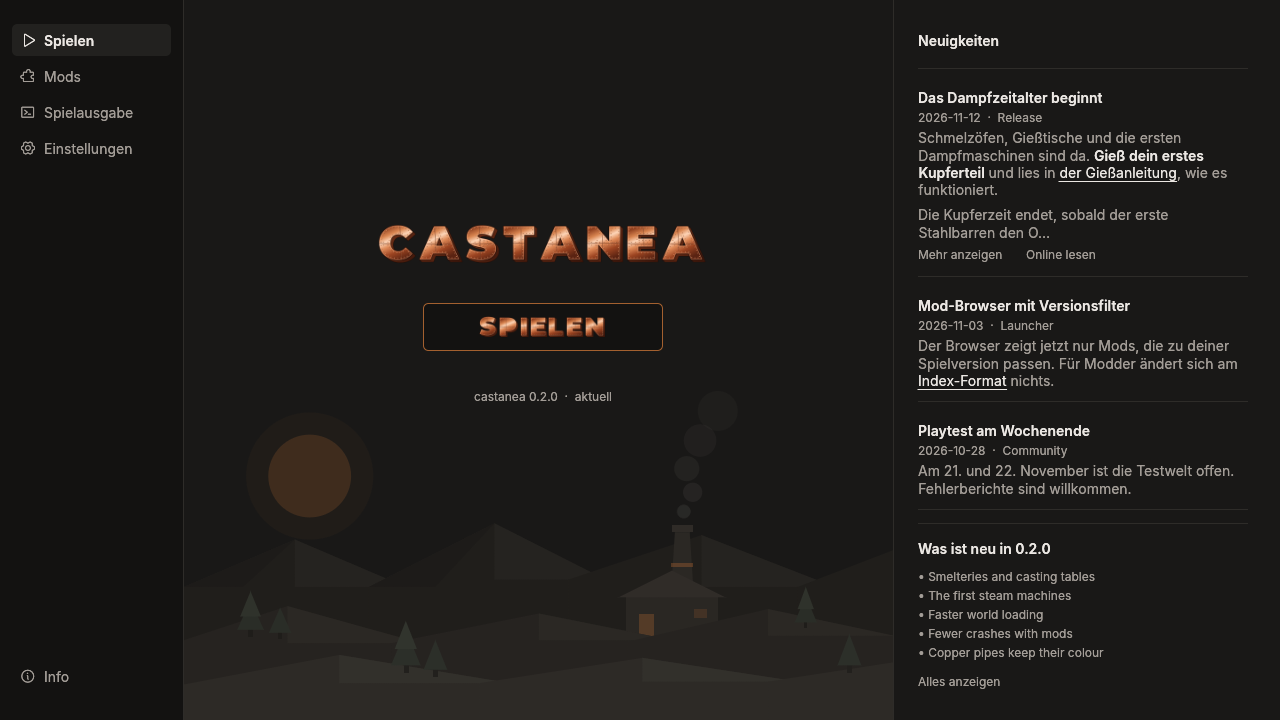 Spielen
Mods
Spielausgabe
Einstellungen
Info
CASTANEA
SPIELEN
castanea 0.2.0 · aktuell
Neuigkeiten
Das Dampfzeitalter beginnt
2026-11-12 · Release
Schmelzöfen, Gießtische und die ersten
Dampfmaschinen sind da. Gieß dein erstes
Kupferteil und lies in der Gießanleitung, wie es
funktioniert.
Die Kupferzeit endet, sobald der erste
Stahlbarren den O...
Mehr anzeigen Online lesen
Mod-Browser mit Versionsfilter
2026-11-03 · Launcher
Der Browser zeigt jetzt nur Mods, die zu deiner
Spielversion passen. Für Modder ändert sich am
Index-Format nichts.
Playtest am Wochenende
2026-10-28 · Community
Am 21. und 22. November ist die Testwelt offen.
Fehlerberichte sind willkommen.
Was ist neu in 0.2.0
• Smelteries and casting tables
• The first steam machines
• Faster world loading
• Fewer crashes with mods
• Copper pipes keep their colour
Alles anzeigen